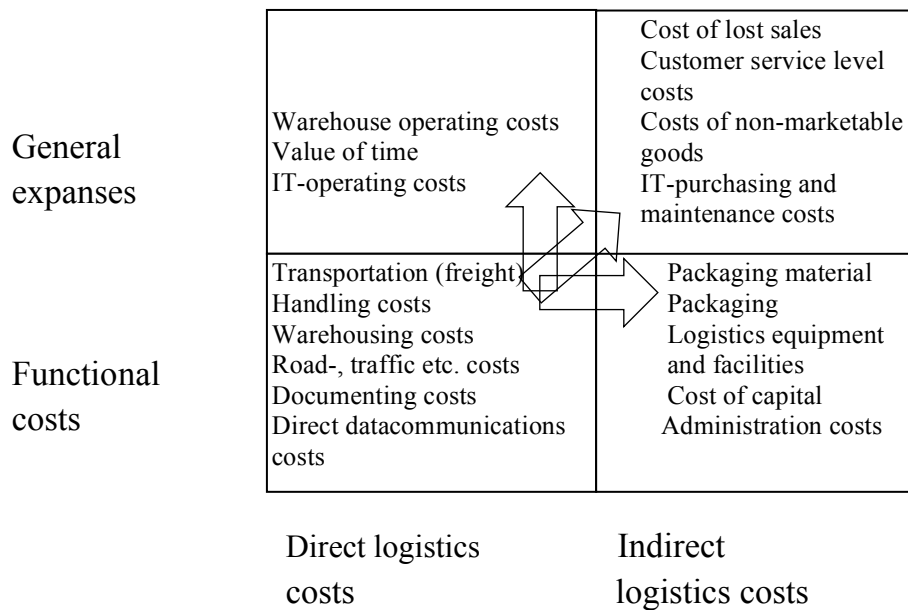 General
expanses
Warehouse operating costs
Value of time
IT-operating costs
Cost of lost sales
Customer service level
costs
Costs of non-marketable
goods
IT-purchasing and
maintenance costs
Functional
costs
Transportation (freight)
Handling costs
Warehousing costs
Road-, traffic etc. costs
Documenting costs
Direct datacommunications
costs
Packaging material
Packaging
Logistics equipment
and facilities
Cost of capital
Administration costs
Direct logistics
costs
Indirect
logistics costs